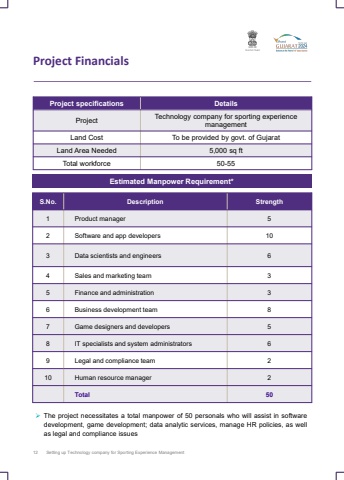 GUJARAT
Project Financials
Project specifications Details
Project Technology company for sporting experience
management
Land Cost To be provided by govt. of Gujarat
Land Area Needed 5,000 sq ft
Total workforce 50-55
Estimated Manpower Requirement*
S.No. Description Strength
1 Product manager 5
2 Software and app developers 10
3 Data scientists and engineers 6
4 Sales and marketing team 3
5 Finance and administration 3
6 Business development team 8
7 Game designers and developers 5
8 IT specialists and system administrators 6
9 Legal and compliance team 2
10 Human resource manager 2
Total 50
➢ The project necessitates a total manpower of 50 personals who will assist in software
development, game development; data analytic services, manage HR policies, as well
as legal and compliance issues
12 Setting up Technology company for Sporting Experience Management